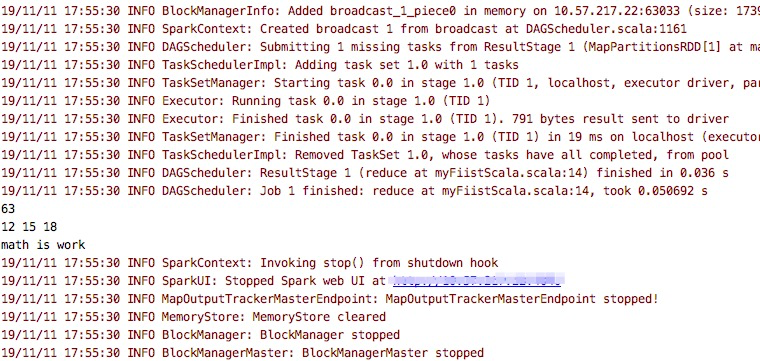 19/11/11 17:55:30 INFO BlockManagerInfo: Added broadcast_1_piece0 in memory on 10.57.217.22:63033 (size: 1739
19/11/11 17:55:30 INFO SparkContext: Created broadcast 1 from broadcast at DAGScheduler.scala:1161
19/11/11 17:55:30 INFO DAGScheduler: Submitting 1 missing tasks from ResultStage 1 (MapPartitionsRDD[1] at ma
19/11/11 17:55:30 INFO TaskSchedulerImpl: Adding task set 1.0 with 1 tasks
19/11/11 17:55:30 INFO TaskSetManager: Starting task 0.0 in stage 1.0 (TID 1, localhost, executor driver, par
19/11/11 17:55:30 INFO Executor: Running task 0.0 in stage 1.0 (TID 1)
19/11/11 17:55:30 INFO Executor: Finished task 0.0 in stage 1.0 (TID 1). 791 bytes result sent to driver
19/11/11 17:55:30 INFO TaskSetManager: Finished task 0.0 in stage 1.0 (TID 1) in 19 ms on localhost (executor
19/11/11 17:55:30 INFO TaskSchedulerImpl: Removed TaskSet 1.0, whose tasks have all completed, from pool
19/11/11 17:55:30 INFO DAGScheduler: ResultStage 1 (reduce at myFiistScala.scala:14) finished in 0.036 s
19/11/11 17:55:30 INFO DAGScheduler: Job 1 finished: reduce at myFiistScala.scala:14, took 0.050692 s
63
12 15 18
math is work
19/11/11 17:55:30 INFO SparkContext: Invoking stop() from shutdown hook
19/11/11 17:55:30 INFO SparkUI: Stopped Spark web UI at
19/11/11 17:55:30 INFO MapOutputTrackerMasterEndpoint: MapOutputTrackerMasterEndpoint stopped!
19/11/11 17:55:30 INFO MemoryStore: MemoryStore cleared
19/11/11 17:55:30 INFO BlockManager: BlockManager stopped
19/11/11 17:55:30 INFO BlockManagerMaster: BlockManagerMaster stopped